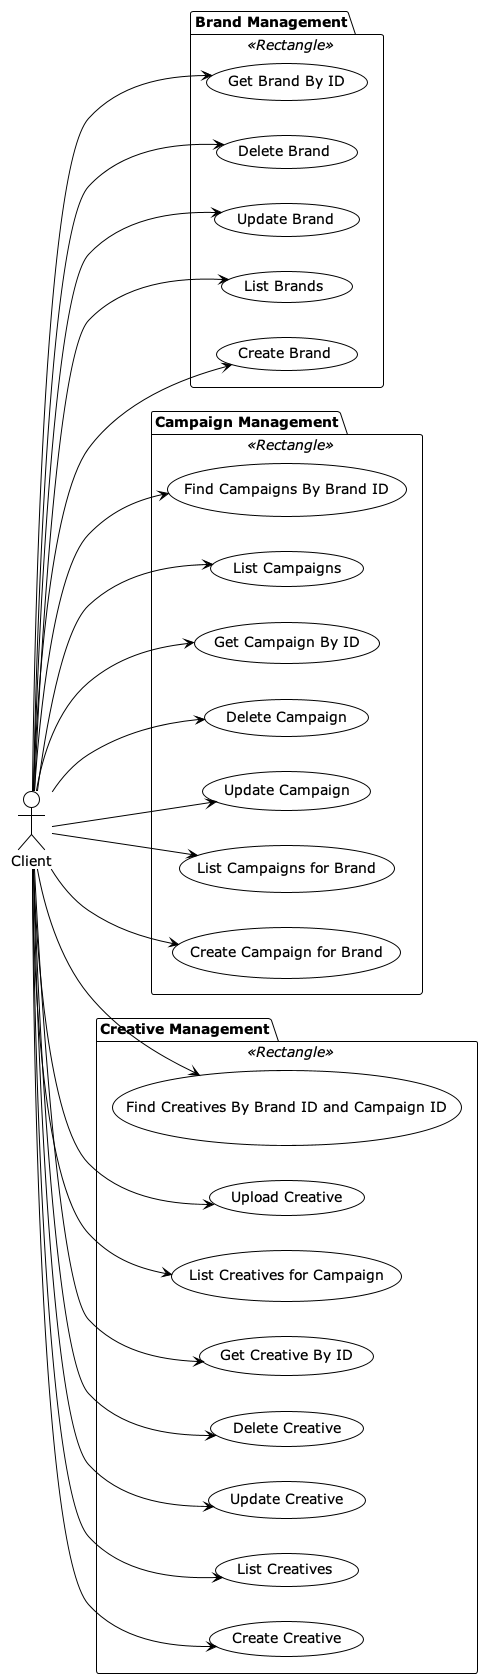 Brand Management
«Rectangle»
Get Brand By ID
Delete Brand
Update Brand
List Brands
Create Brand
Campaign Management
«Rectangle»
Find Campaigns By Brand ID
List Campaigns
Get Campaign By ID
Delete Campaign
Update Campaign
Client
List Campaigns for Brand
Create Campaign for Brand
Creative Management
«Rectangle»
Find Creatives By Brand ID and Campaign ID
Upload Creative
List Creatives for Campaign
Get Creative By ID
Delete Creative
Update Creative
List Creatives
Create Creative